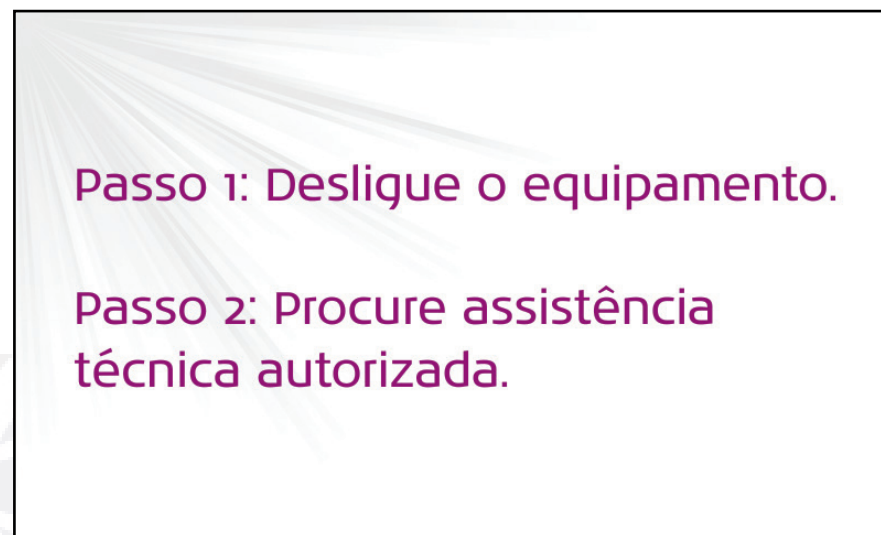 Passo 1: Desligue o equipamento.
Passo 2: Procure assistência
técnica autorizada.